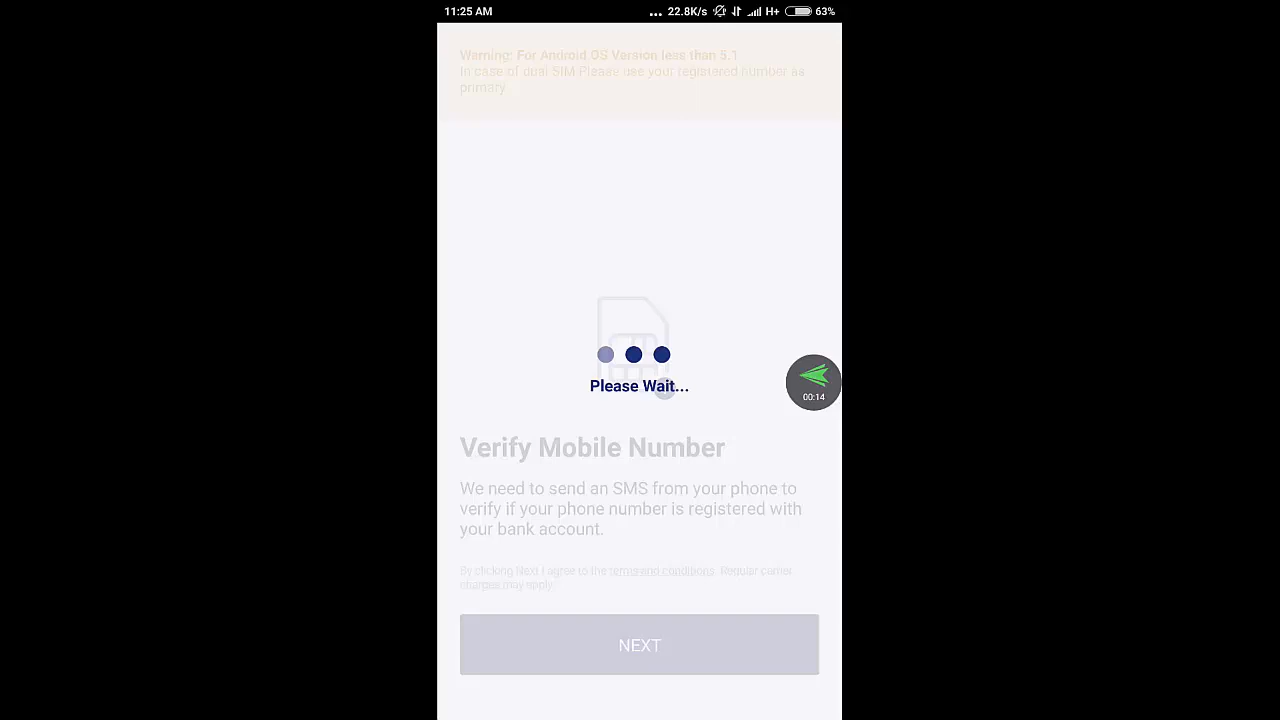 11:25 AM
... 22.8K/s H+ 63%
Warning: For Android OS Version less than 5.1
In case of dual SIM Please use your registered number as
primary
Please Wait...
00:14
Verify Mobile Number
We need to send an SMS from your phone to
verify if your phone number is registered with
your bank account.
By clicking Next I agree to the terms and conditions. Regular carrier
charges may apply.
NEXT